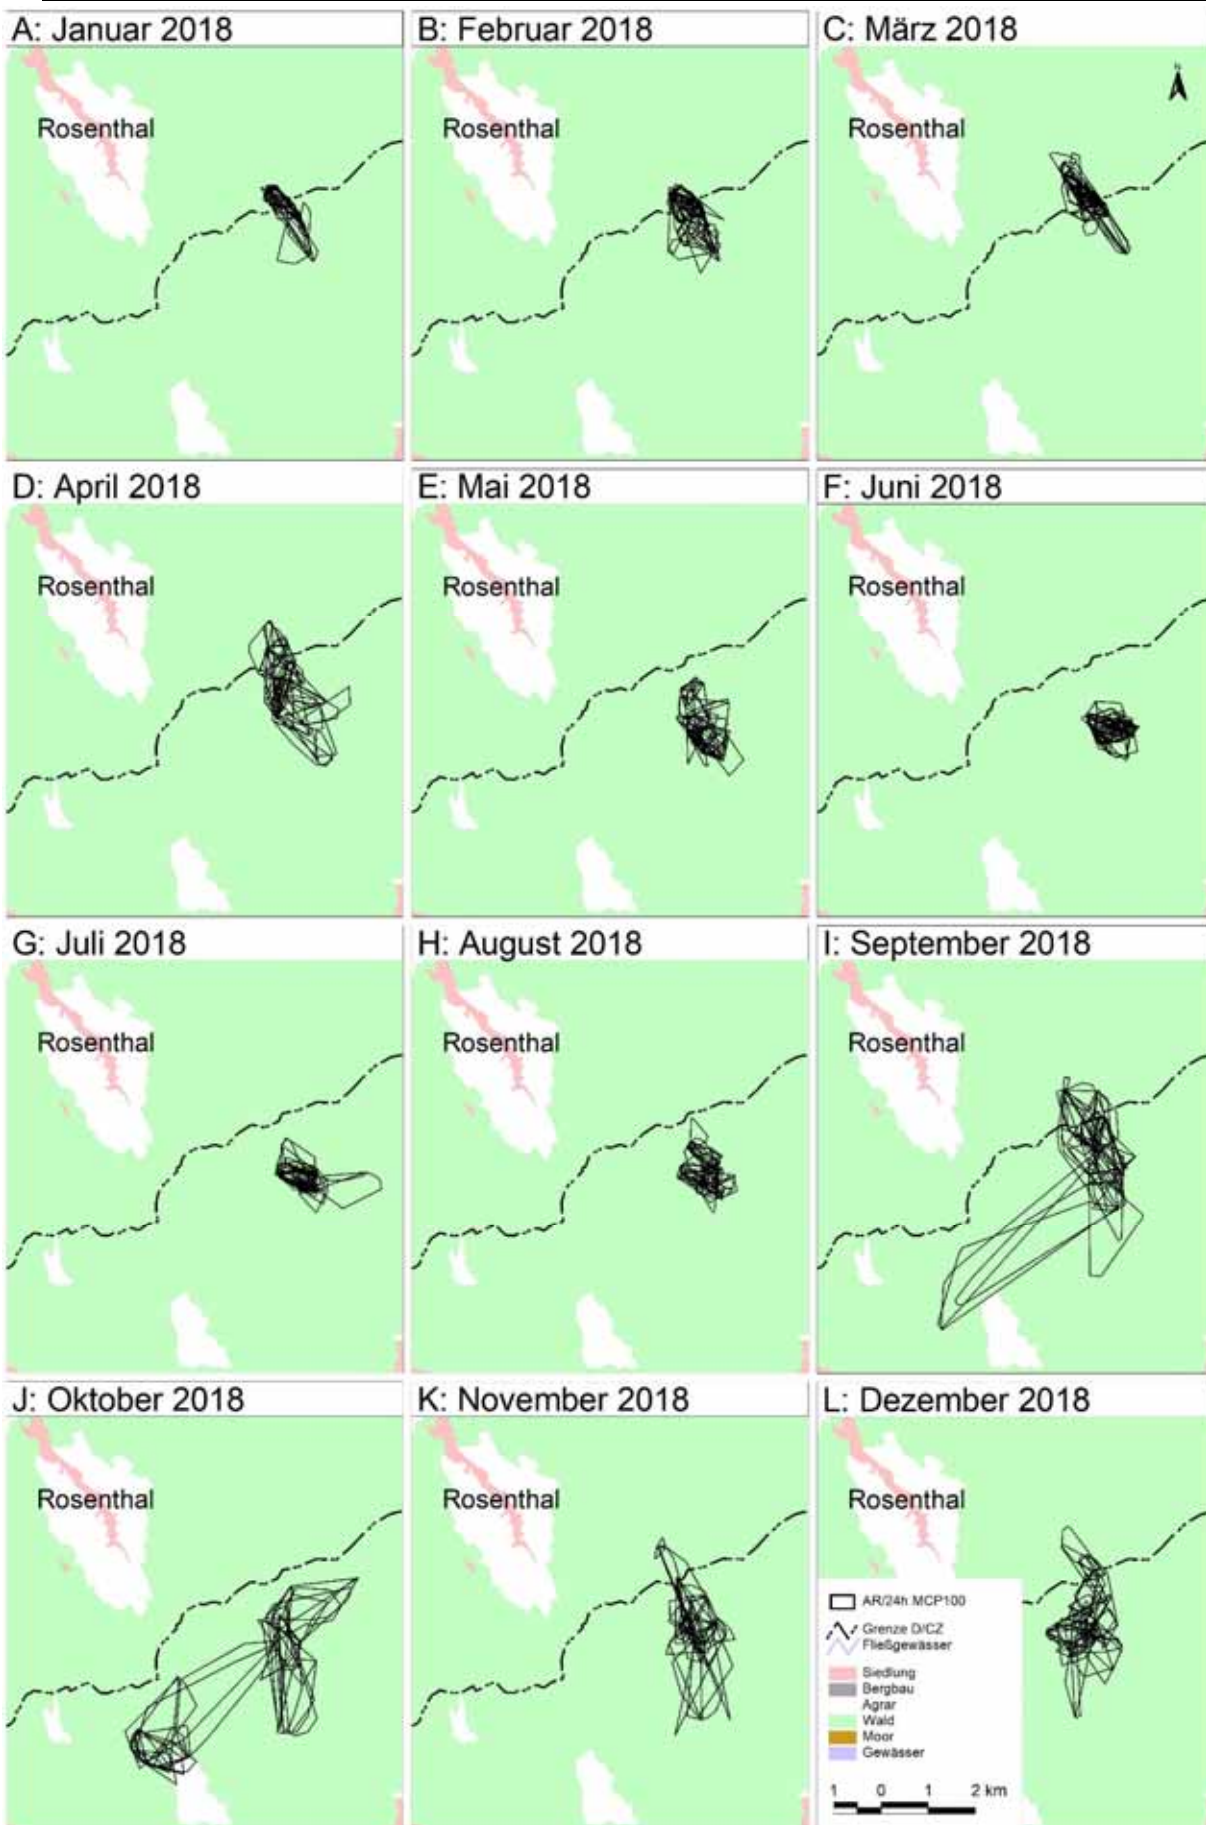 A: Januar 2018
B: Februar 2018
C: März 2018
Rosenthal
Rosenthal
Rosenthal
N
D: April 2018
E: Mai 2018
F: Juni 2018
Rosenthal
Rosenthal
Rosenthal
G: Juli 2018
H: August 2018
I: September 2018
Rosenthal
Rosenthal
Rosenthal
J: Oktober 2018
K: November 2018
L: Dezember 2018
Rosenthal
Rosenthal
Rosenthal
AR/24h MCP100
Grenze D/CZ
Fließgewässer
Siedlung
Bergbau
Agrar
Wald
Moor
Gewässer
1 0 1 2 km